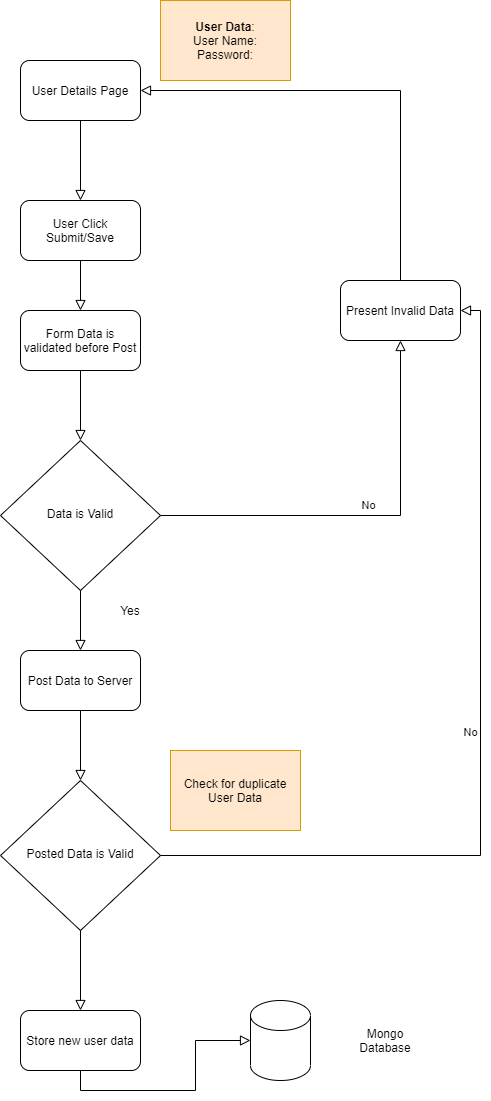 User Data:
User Name:
Password:
User Details Page
User Click
Submit/Save
Present Invalid Data
Form Data is
validated before Post
No
Data is Valid
Yes
Post Data to Server
No
Check for duplicate
User Data
Posted Data is Valid
Store new user data
Mongo
Database